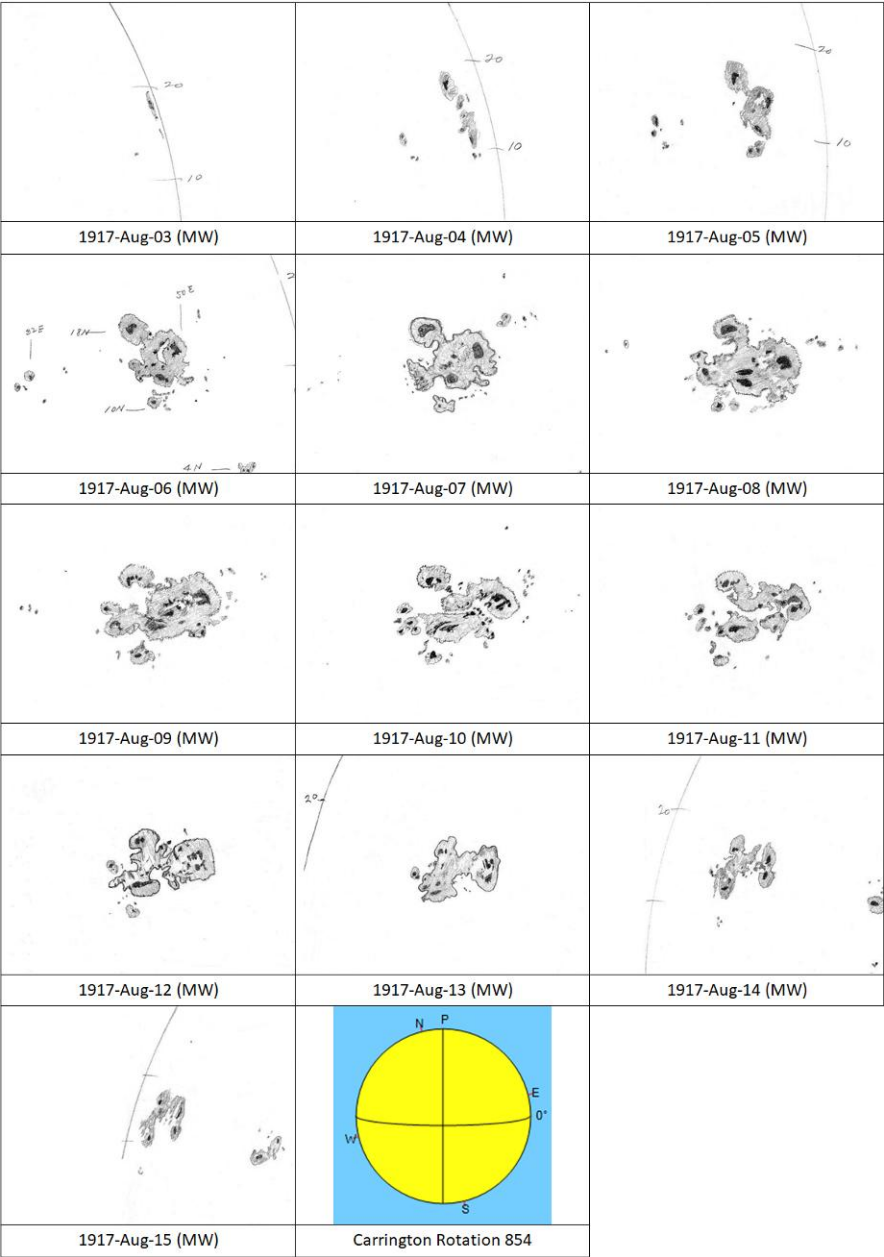 20
10
20
10
20
10
1917-Aug-03 (MW)
1917-Aug-04 (MW)
1917-Aug-05 (MW)
50E
2
52E
18N
10N
4N
1917-Aug-06 (MW)
1917-Aug-07 (MW)
1917-Aug-08 (MW)
1917-Aug-09 (MW)
1917-Aug-10 (MW)
1917-Aug-11 (MW)
20
20
1917-Aug-12 (MW)
1917-Aug-13 (MW)
1917-Aug-14 (MW)
N P
E
0°
W
S
1917-Aug-15 (MW)
Carrington Rotation 854